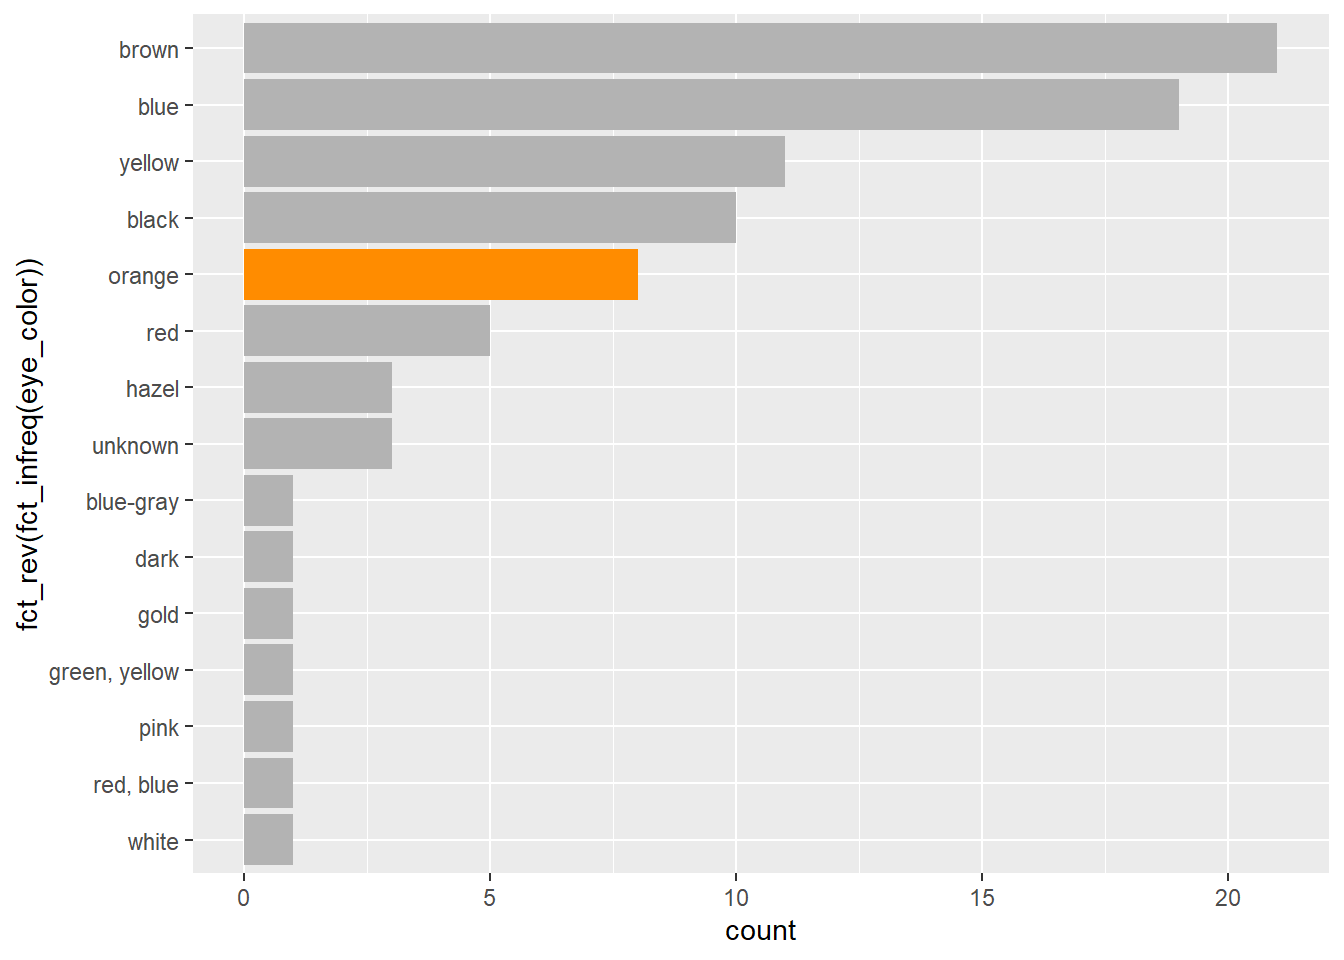 fct_rev(fct_infreq(eye_color))
brown
blue
yellow
black
orange
red
hazel
unknown
blue-gray
dark
gold
green, yellow
pink
red, blue
white
0 5 10 15 20
count